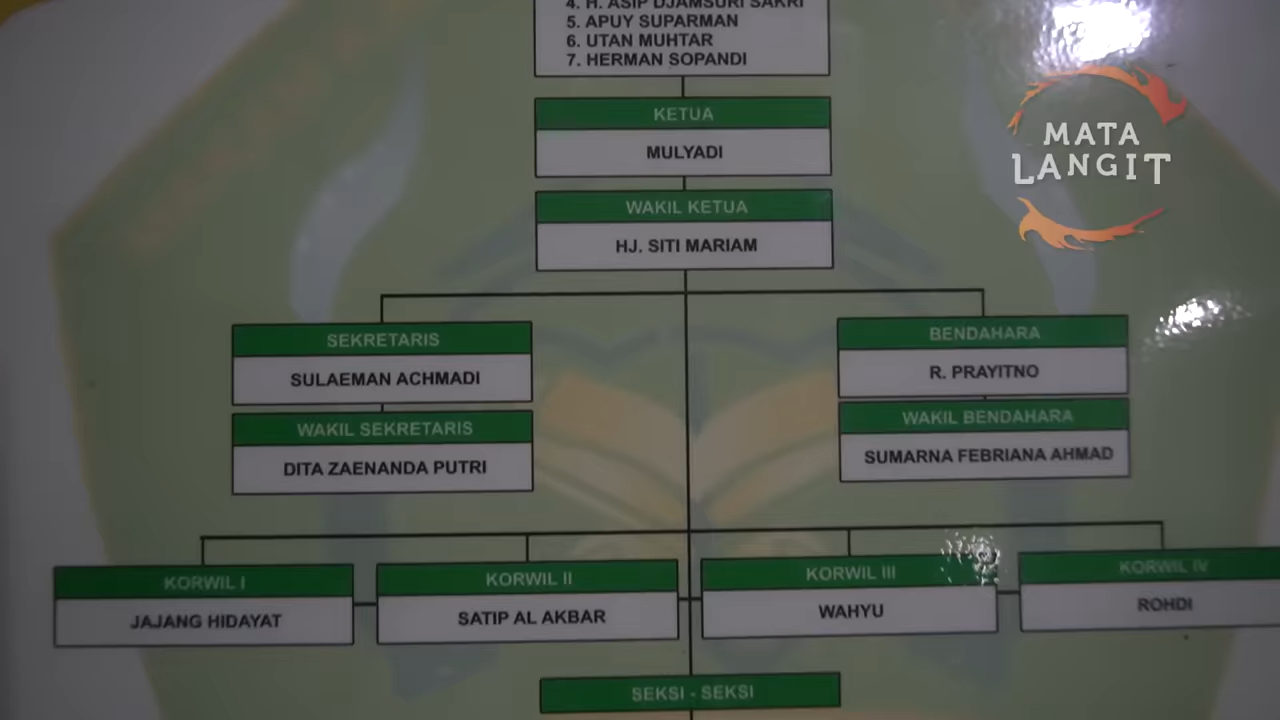 4. H. ASIP DJAMSURI SAKRI
5. APUY SUPARMAN
6. UTAN MUHTAR
7. HERMAN SOPANDI
KETUA
MULYADI
WAKIL KETUA
HJ. SITI MARIAM
MATA
LANGIT
SEKRETARIS
SULAEMAN ACHMADI
WAKIL SEKRETARIS
DITA ZAENANDA PUTRI
BENDAHARA
R. PRAYITNO
WAKIL BENDAHARA
SUMARNA FEBRIANA AHMAD
KORWIL I
JAJANG HIDAYAT
KORWIL II
SATIP AL AKBAR
KORWIL III
WAHYU
KORWIL IV
ROHDI
SEKSI - SEKSI